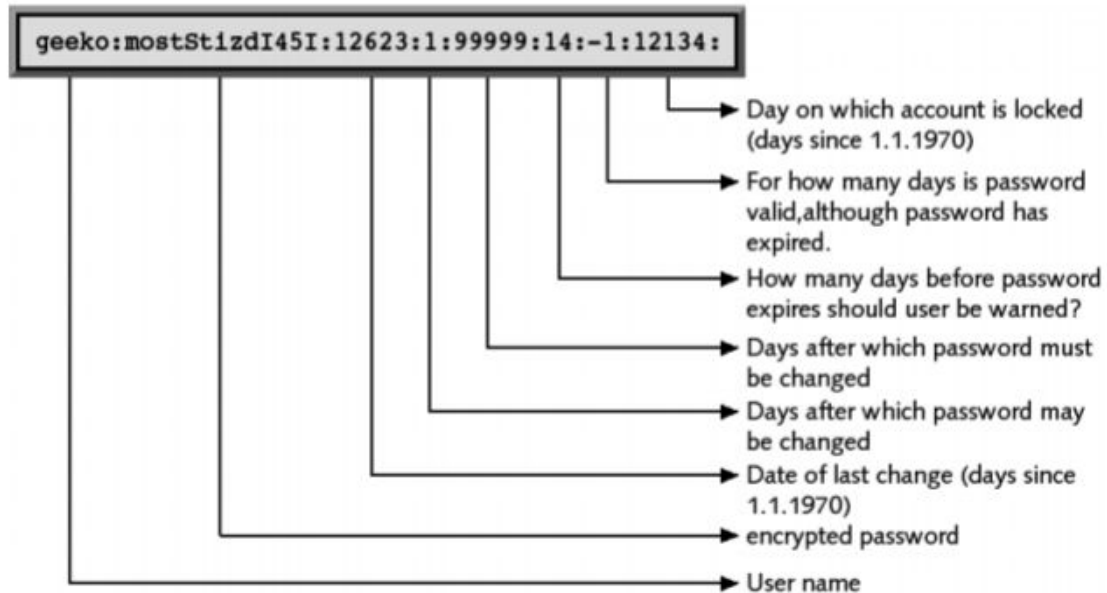 geeko:mostStizdI45I:12623:1:99999:14:-1:12134:
Day on which account is locked
(days since 1.1.1970)
For how many days is password
valid,although password has
expired.
How many days before password
expires should user be warned?
Days after which password must
be changed
Days after which password may
be changed
Date of last change (days since
1.1.1970)
encrypted password
User name